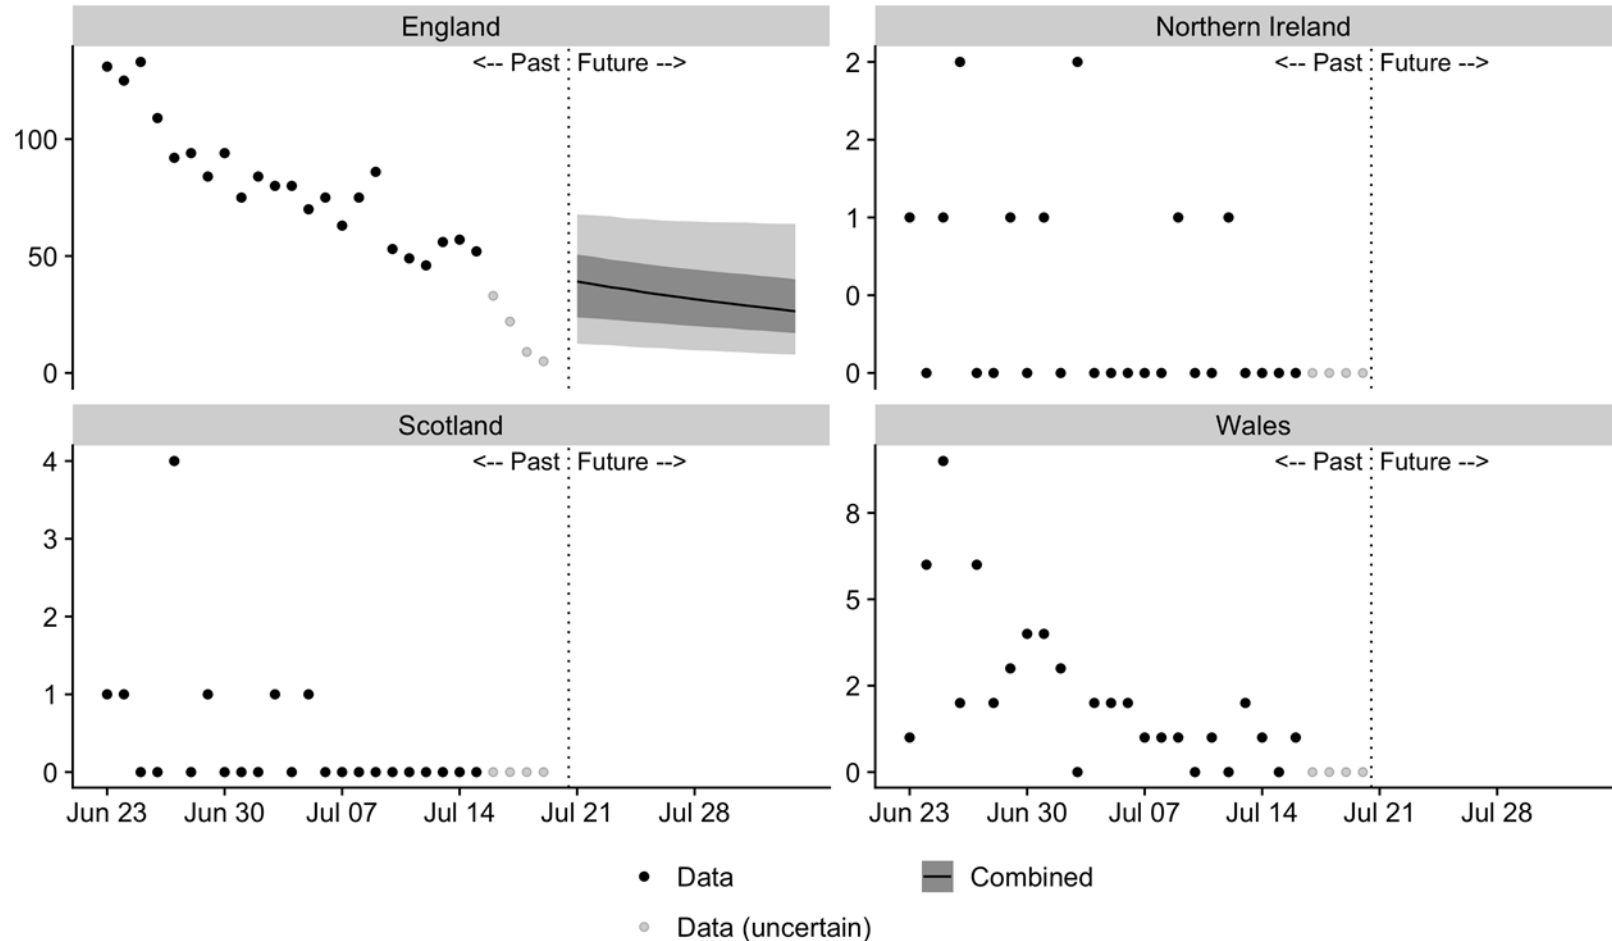 England
<-- Past Future -->
100
50
0
Northern Ireland
<-- Past Future -->
2
2
1
0
0
Scotland
<-- Past Future -->
4
3
2
1
0
Jun 23 Jun 30 Jul 07 Jul 14 Jul 21 Jul 28
Wales
<-- Past Future -->
8
5
2
0
Jun 23 Jun 30 Jul 07 Jul 14 Jul 21 Jul 28
Data
Combined
Data (uncertain)